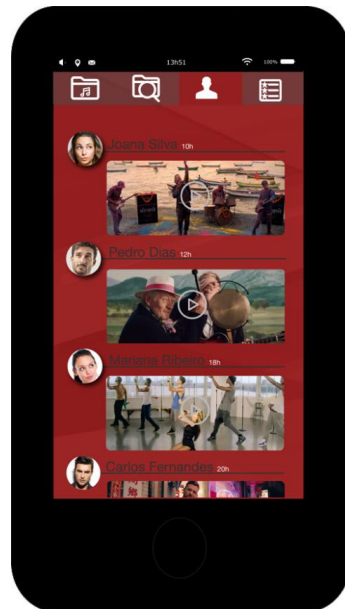 13h51
100%
Joana Silva 10h
Pedro Dias 12h
Mariana Ribeiro 18h
Carlos Fernandes 20h